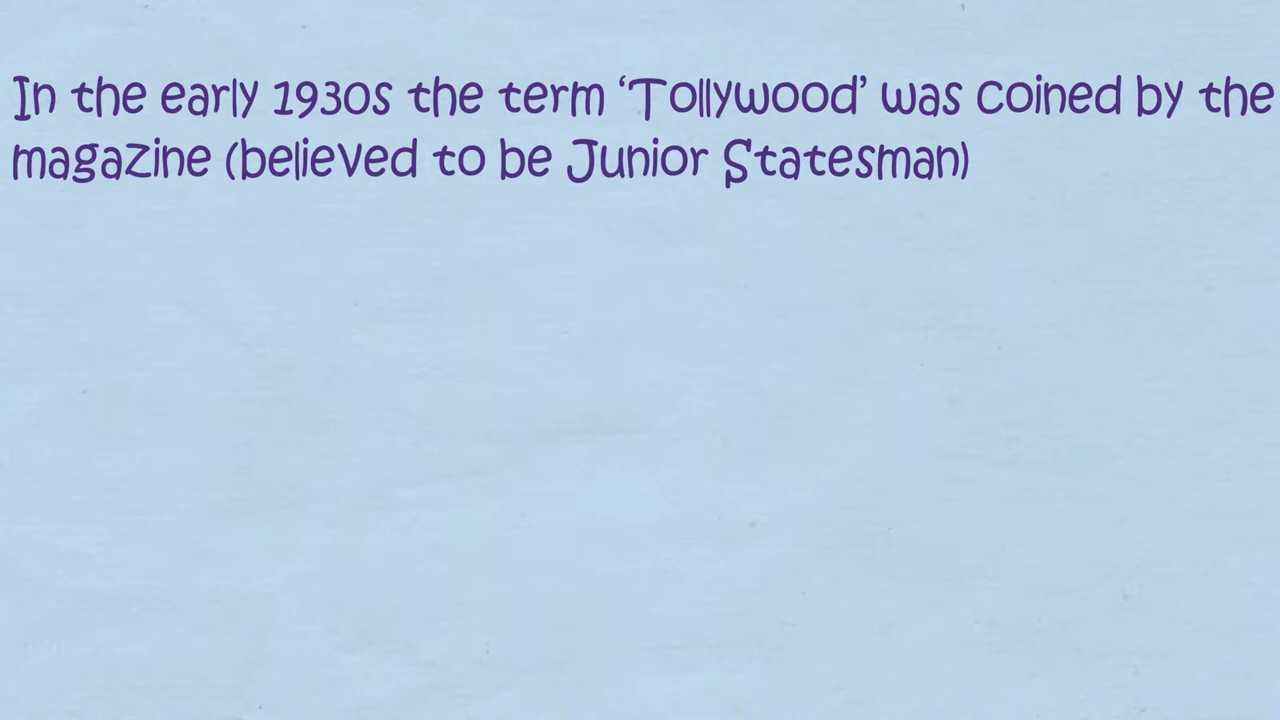 In the early 1930s the term ‘Tollywood’ was coined by the
magazine (believed to be Junior Statesman)